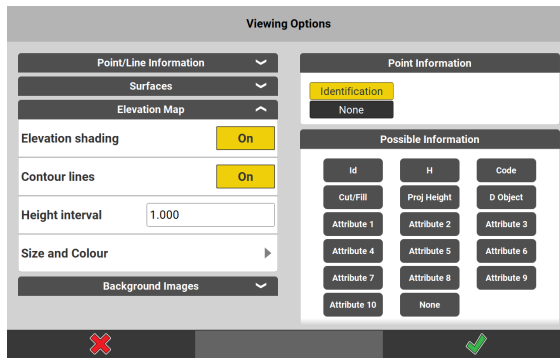 Viewing Options
Point/Line Information
Surfaces
Elevation Map
Elevation shading On
Contour lines On
Height interval 1.000
Size and Colour
Background Images
Point Information
Identification
None
Possible Information
Id H Code
Cut/Fill Proj Height D Object
Attribute 1 Attribute 2 Attribute 3
Attribute 4 Attribute 5 Attribute 6
Attribute 7 Attribute 8 Attribute 9
Attribute 10 None